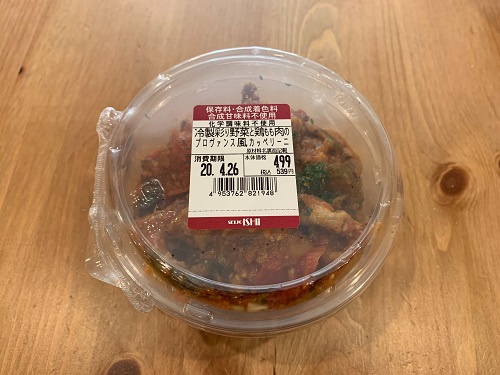 保存料・合成着色料
合成甘味料不使用
化学調味料不使用
冷製彩り野菜と鶏もも肉の
プロヴァンス風カッペリーニ
消費期限 本体価格 499
20. 4.26 税込 539円
4 953762 821948
SEIJO ISHII